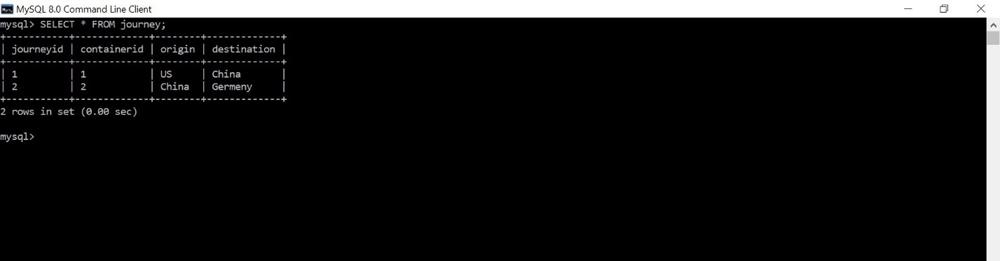 MySQL 8.0 Command Line Client
mysql> SELECT * FROM journey;
+-----------+-------------+--------+-------------+
| journeyid | containerid | origin | destination |
+-----------+-------------+--------+-------------+
| 1         | 1           | US     | China       |
| 2         | 2           | China  | Germeny     |
+-----------+-------------+--------+-------------+
2 rows in set (0.00 sec)
mysql>